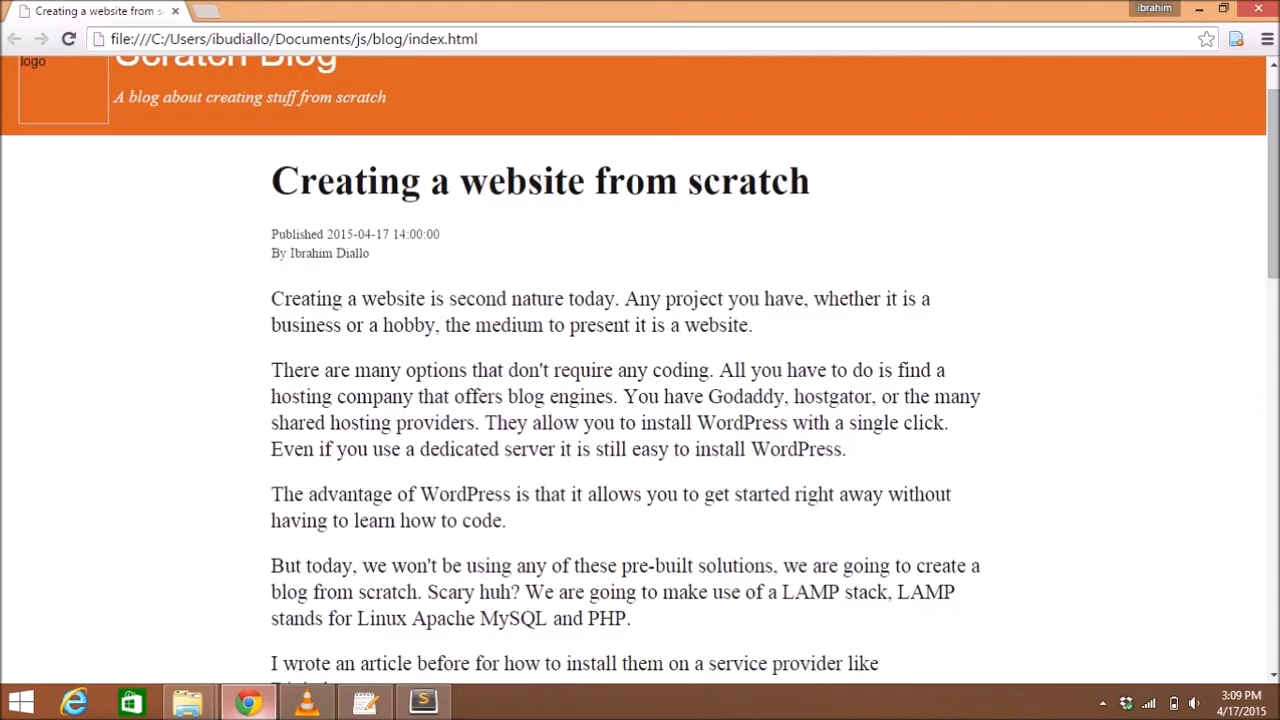 Creating a website from s
ibrahim
file:///C:/Users/ibudiallo/Documents/js/blog/index.html
logo
Scratch Blog
A blog about creating stuff from scratch
Creating a website from scratch
Published 2015-04-17 14:00:00
By Ibrahim Diallo
Creating a website is second nature today. Any project you have, whether it is a
business or a hobby, the medium to present it is a website.
There are many options that don't require any coding. All you have to do is find a
hosting company that offers blog engines. You have Godaddy, hostgator, or the many
shared hosting providers. They allow you to install WordPress with a single click.
Even if you use a dedicated server it is still easy to install WordPress.
The advantage of WordPress is that it allows you to get started right away without
having to learn how to code.
But today, we won't be using any of these pre-built solutions, we are going to create a
blog from scratch. Scary huh? We are going to make use of a LAMP stack, LAMP
stands for Linux Apache MySQL and PHP.
I wrote an article before for how to install them on a service provider like
3:09 PM
4/17/2015